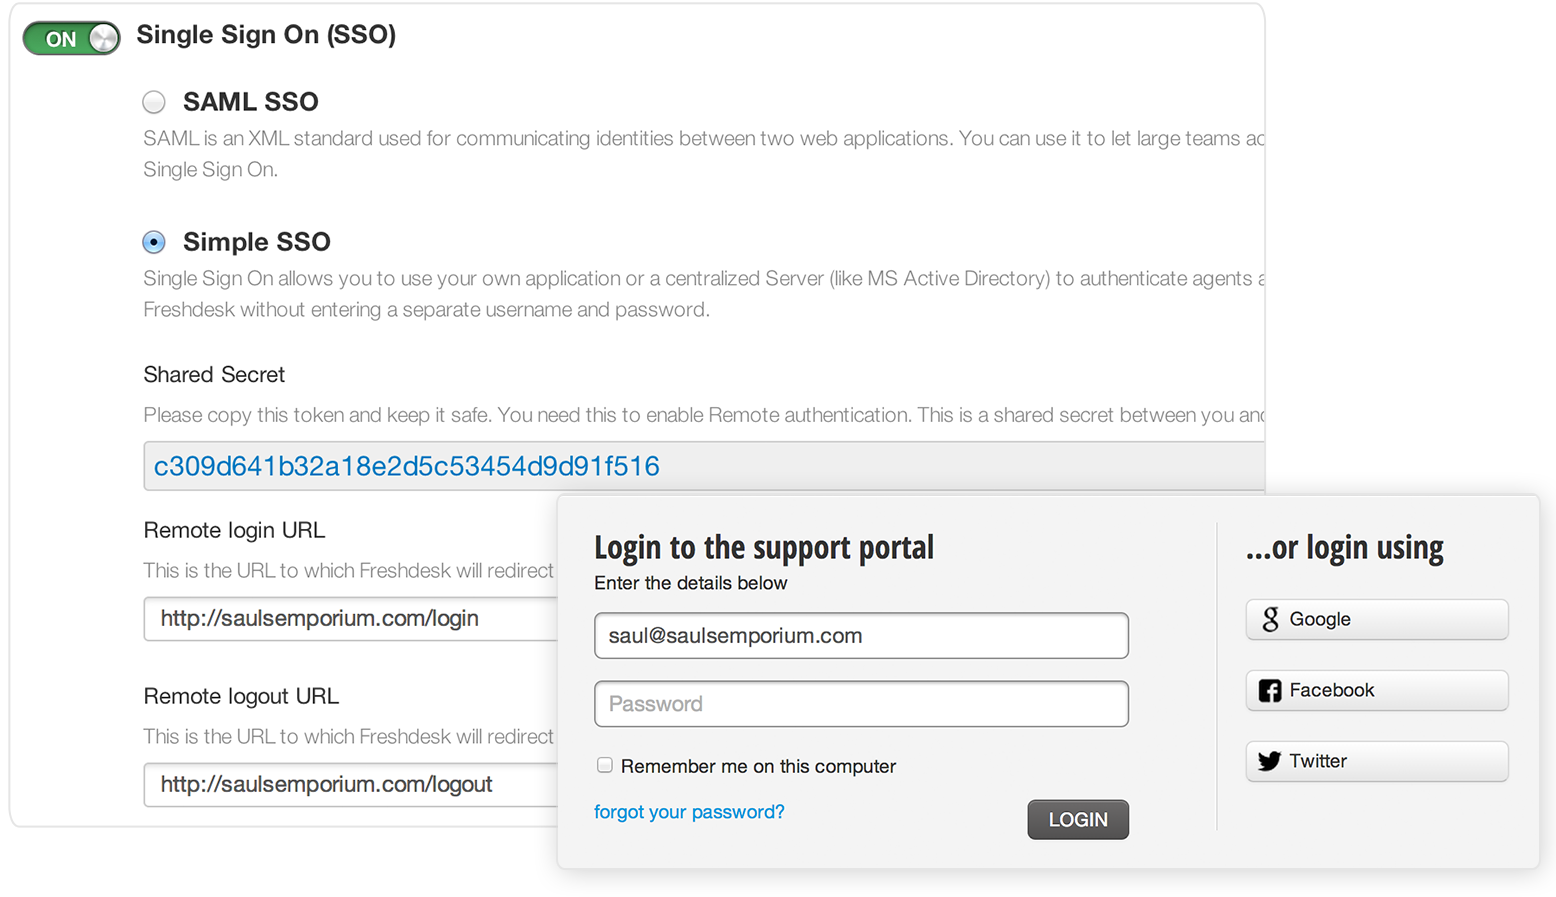 ON
Single Sign On (SSO)
SAML SSO
SAML is an XML standard used for communicating identities between two web applications. You can use it to let large teams
Single Sign On.
Simple SSO
Single Sign On allows you to use your own application or a centralized Server (like MS Active Directory) to authenticate agents
Freshdesk without entering a separate username and password.
Shared Secret
Please copy this token and keep it safe. You need this to enable Remote authentication. This is a shared secret between you and
c309d641b32a18e2d5c53454d9d91f516
Remote login URL
This is the URL to which Freshdesk will redirect
http://saulsemporium.com/login
Remote logout URL
This is the URL to which Freshdesk will redirect
http://saulsemporium.com/logout
Login to the support portal
Enter the details below
saul@saulsemporium.com
Password
Remember me on this computer
forgot your password?
LOGIN
...or login using
Google
Facebook
Twitter